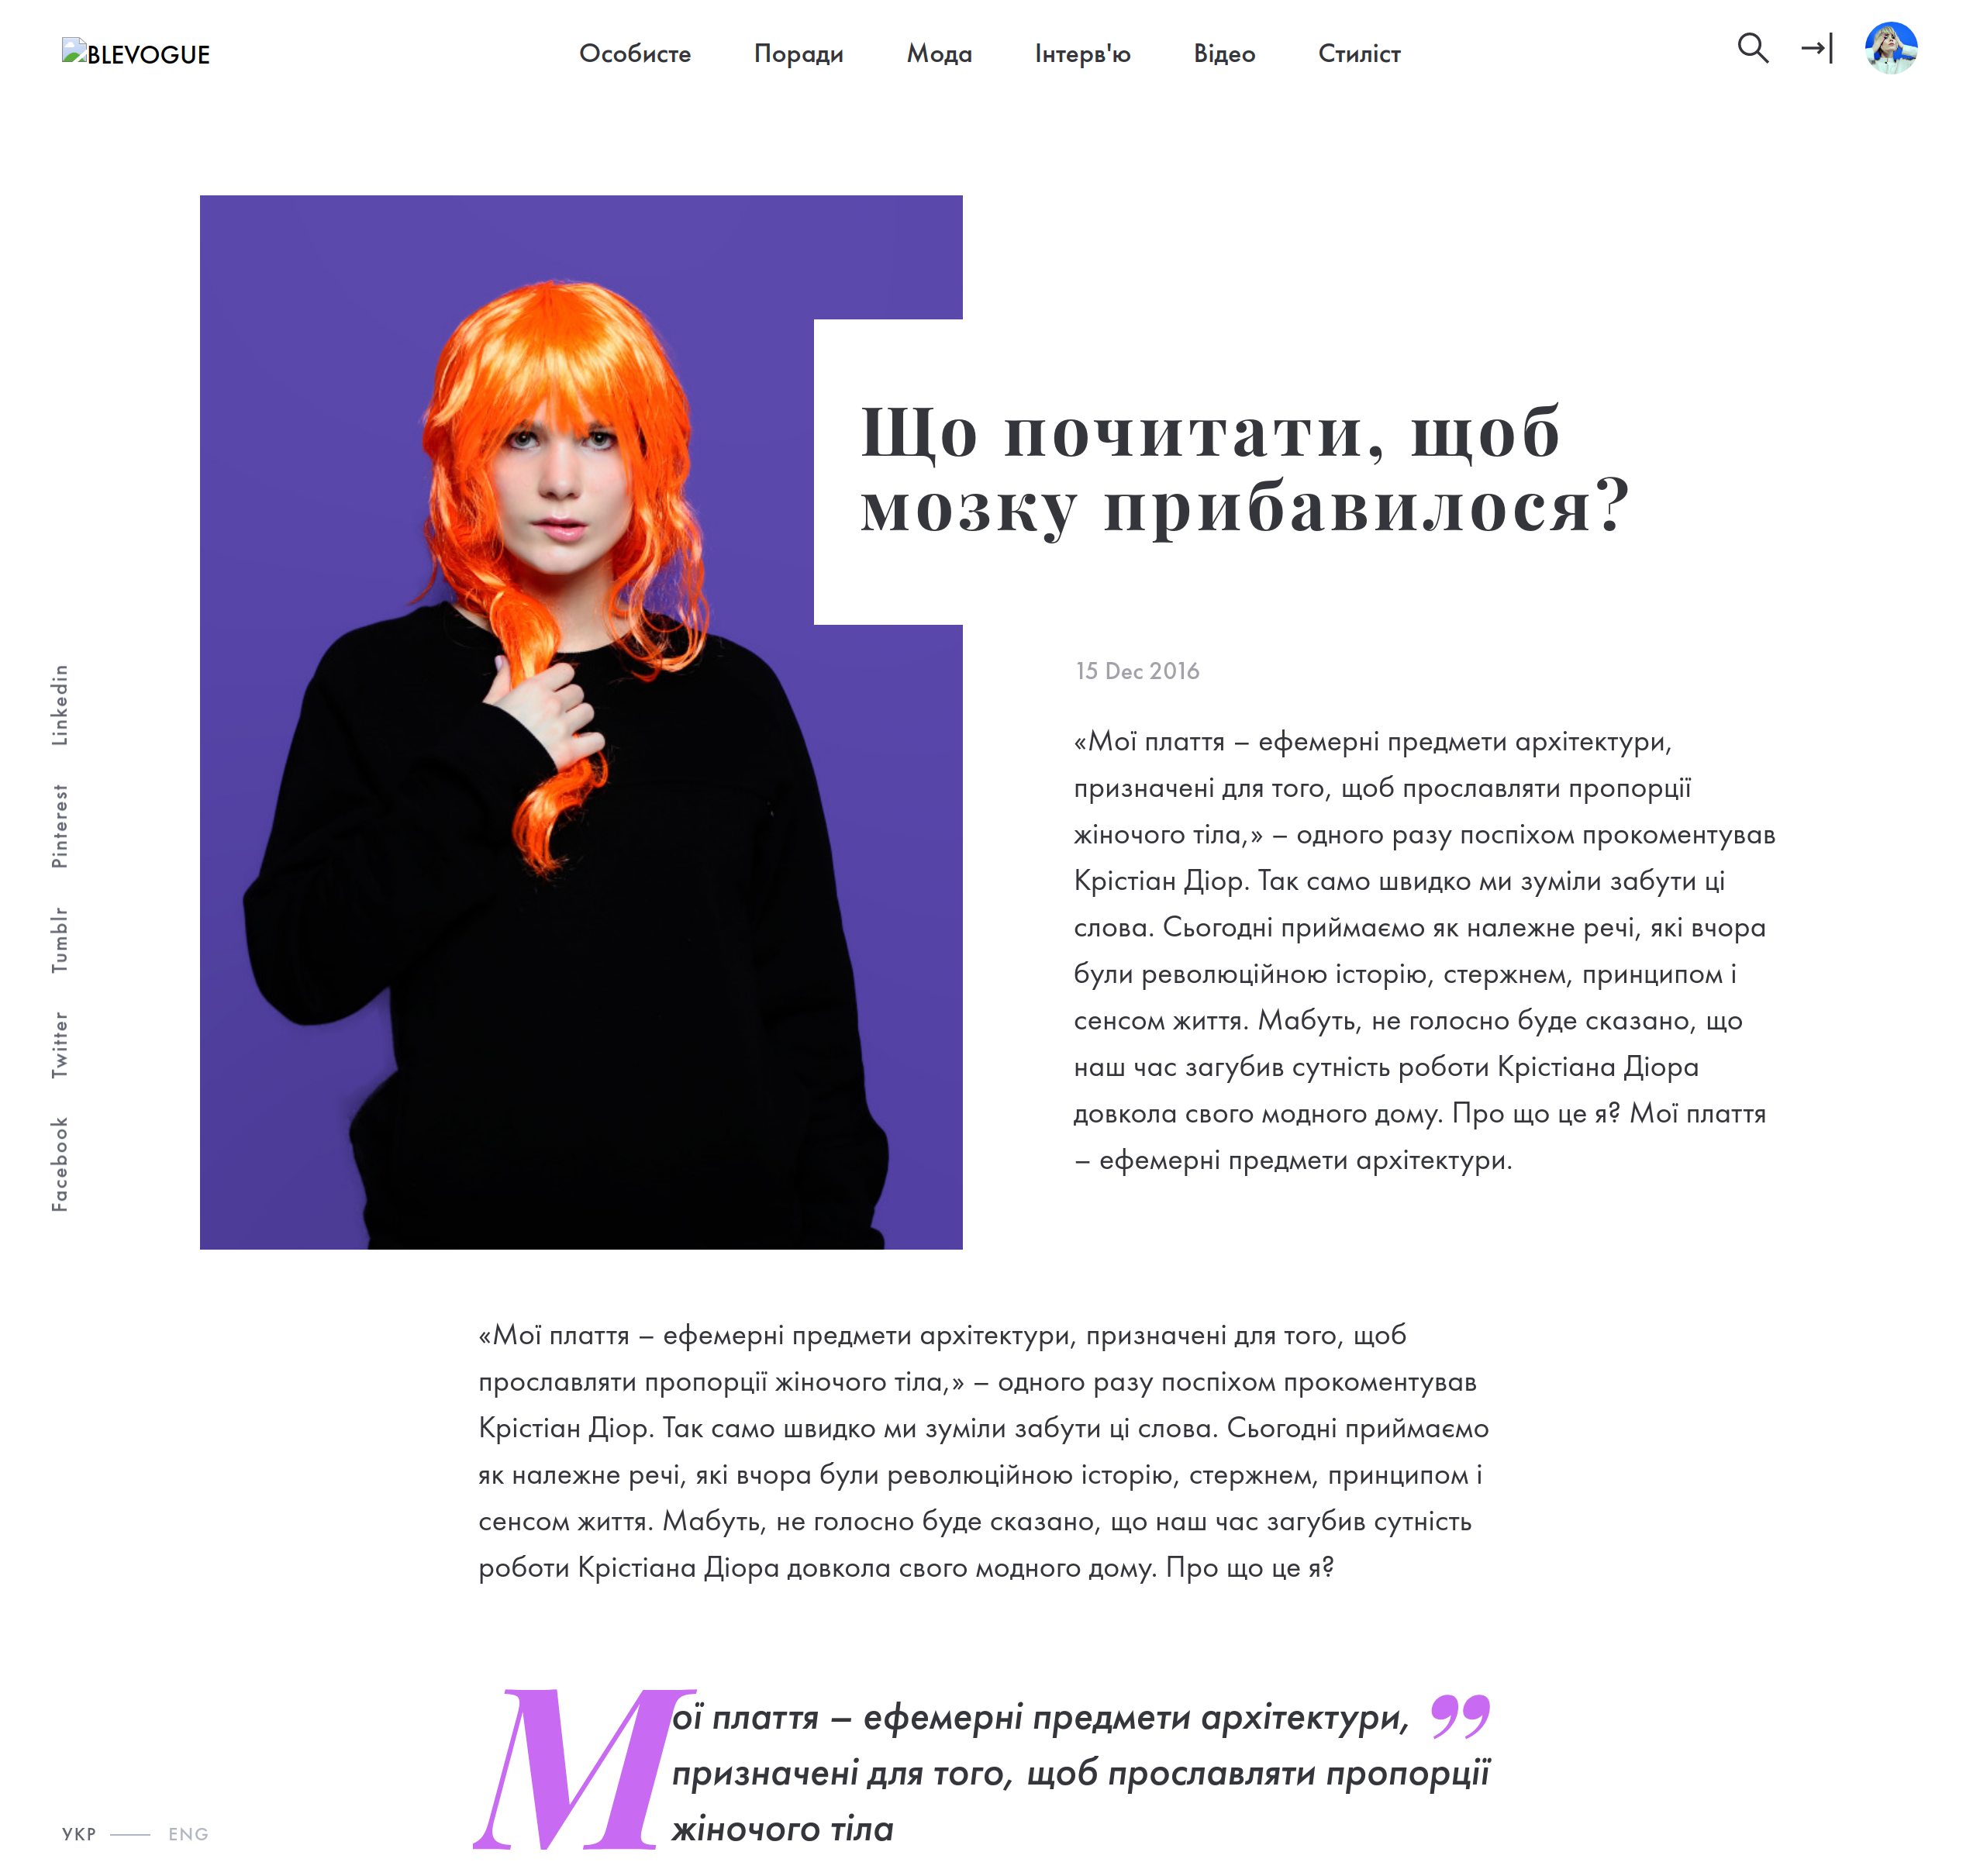 BLEVOGUE
Особисте
Поради
Мода
Інтерв'ю
Відео
Стиліст
Що почитати, щоб
мозку прибавилося?
15 Dec 2016
«Мої плаття – ефемерні предмети архітектури,
призначені для того, щоб прославляти пропорції
жіночого тіла,» – одного разу поспіхом прокоментував
Крістіан Діор. Так само швидко ми зуміли забути ці
слова. Сьогодні приймаємо як належне речі, які вчора
були революційною історію, стержнем, принципом і
сенсом життя. Мабуть, не голосно буде сказано, що
наш час загубив сутність роботи Крістіана Діора
довкола свого модного дому. Про що це я? Мої плаття
– ефемерні предмети архітектури.
Linkedin
Pinterest
Tumblr
Twitter
Facebook
«Мої плаття – ефемерні предмети архітектури, призначені для того, щоб
прославляти пропорції жіночого тіла,» – одного разу поспіхом прокоментував
Крістіан Діор. Так само швидко ми зуміли забути ці слова. Сьогодні приймаємо
як належне речі, які вчора були революційною історію, стержнем, принципом і
сенсом життя. Мабуть, не голосно буде сказано, що наш час загубив сутність
роботи Крістіана Діора довкола свого модного дому. Про що це я?
Мої плаття – ефемерні предмети архітектури, ”
призначені для того, щоб прославляти пропорції
жіночого тіла
УКР
ENG